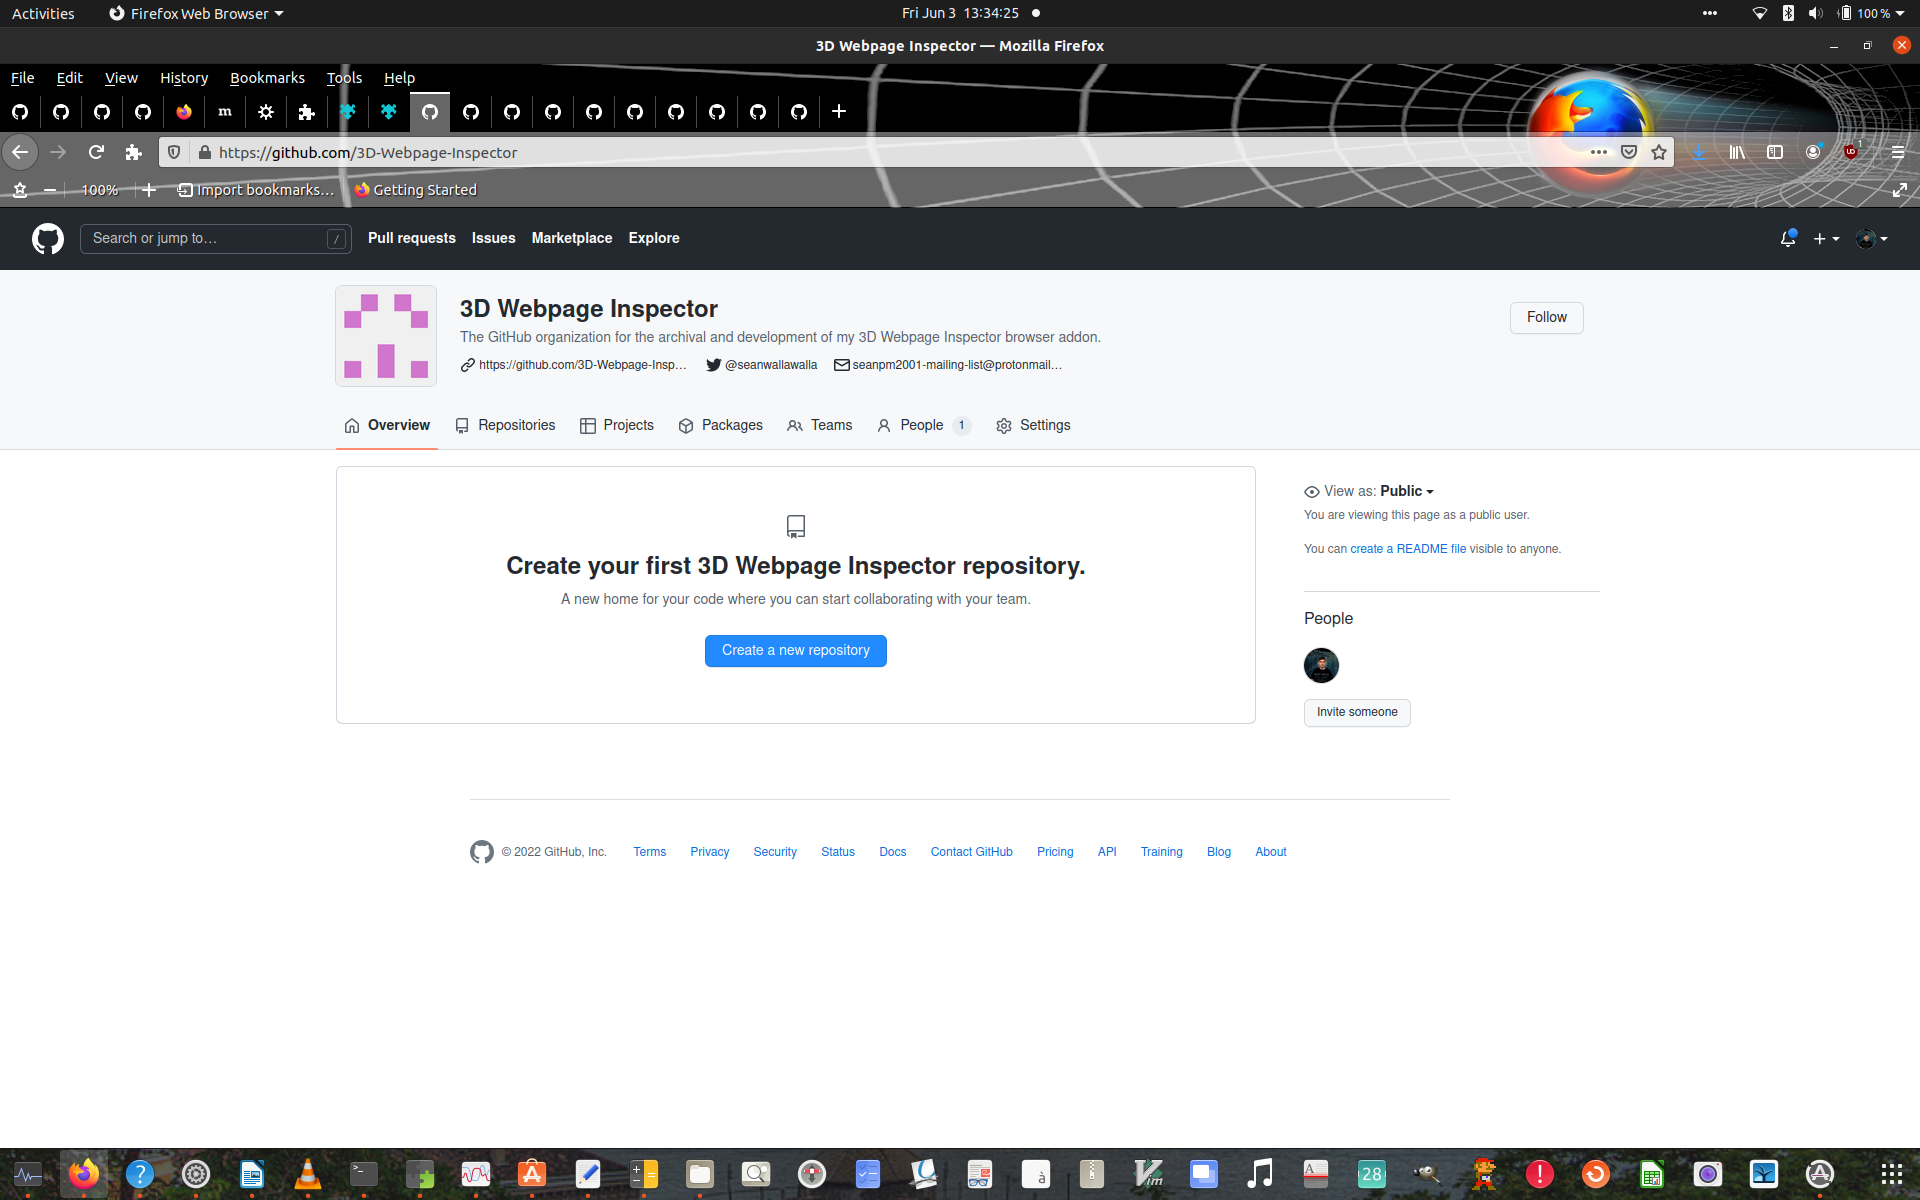 Activities
Firefox Web Browser
Fri Jun 3 13:34:25
100 %
3D Webpage Inspector — Mozilla Firefox
File Edit View History Bookmarks Tools Help
m
https://github.com/3D-Webpage-Inspector
1
100%
Import bookmarks...
Getting Started
Search or jump to...
/
Pull requests
Issues
Marketplace
Explore
3D Webpage Inspector
Follow
The GitHub organization for the archival and development of my 3D Webpage Inspector browser addon.
https://github.com/3D-Webpage-Insp...
@seanwallawalla
seanpm2001-mailing-list@protonmail...
Overview
Repositories
Projects
Packages
Teams
People 1
Settings
Create your first 3D Webpage Inspector repository.
A new home for your code where you can start collaborating with your team.
Create a new repository
View as: Public
You are viewing this page as a public user.
You can create a README file visible to anyone.
People
Invite someone
© 2022 GitHub, Inc.
Terms
Privacy
Security
Status
Docs
Contact GitHub
Pricing
API
Training
Blog
About
28